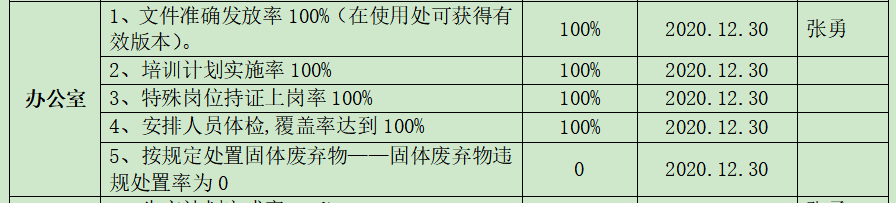 1、文件准确发放率 100%（在使用处可获得有
效版本）。
100%
2020.12.30
张勇
2、培训计划实施率 100%
100%
2020.12.30
办公室
3、特殊岗位持证上岗率 100%
100%
2020.12.30
4、安排人员体检,覆盖率达到 100%
100%
2020.12.30
5、按规定处置固体废弃物——固体废弃物违
规处置率为 0
0
2020.12.30